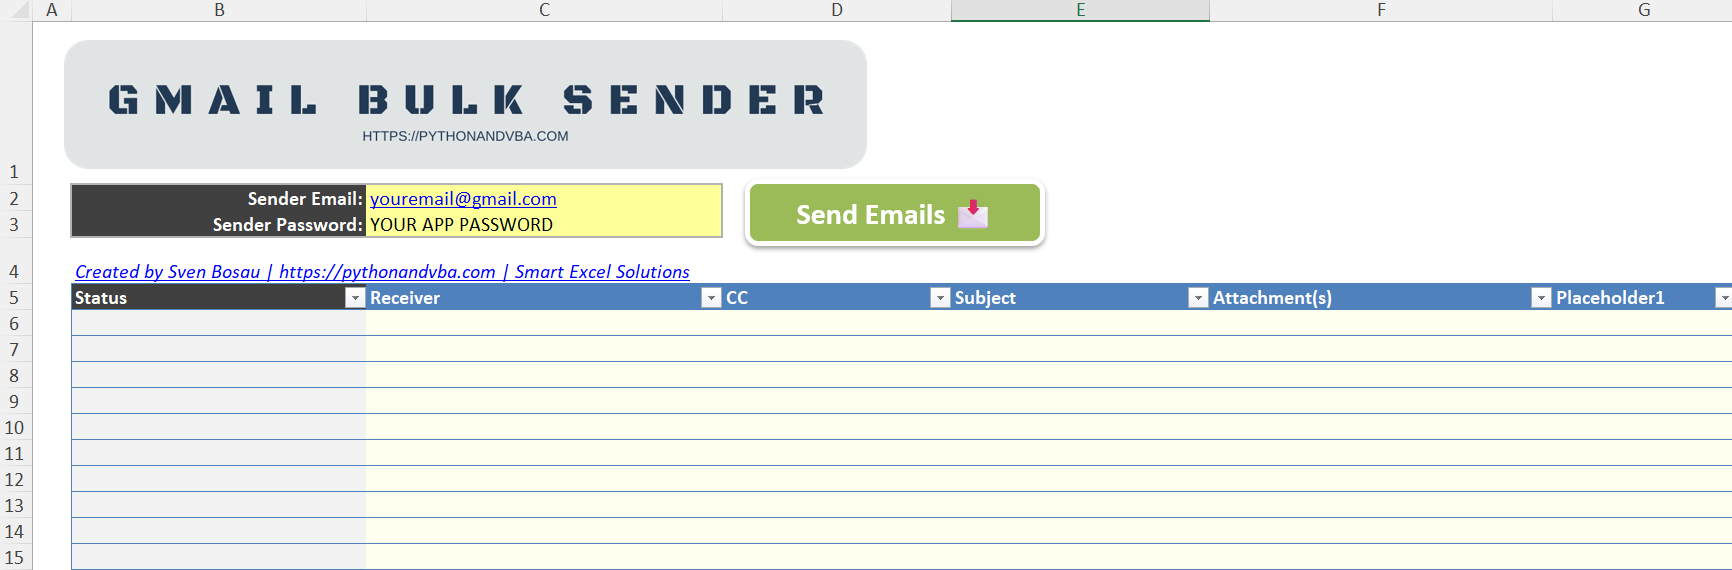 A B C D E F G
GMAIL BULK SENDER
HTTPS://PYTHONANDVBA.COM
1
2 Sender Email: youremail@gmail.com
Send Emails
3 Sender Password: YOUR APP PASSWORD
4 Created by Sven Bosau | https://pythonandvba.com | Smart Excel Solutions
5 Status Receiver CC Subject Attachment(s) Placeholder1
6
7
8
9
10
11
12
13
14
15